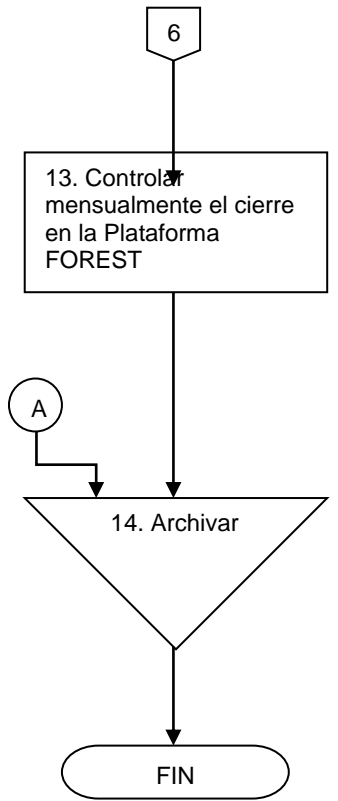 6
13. Controlar
mensualmente el cierre
en la Plataforma
FOREST
A
14. Archivar
FIN